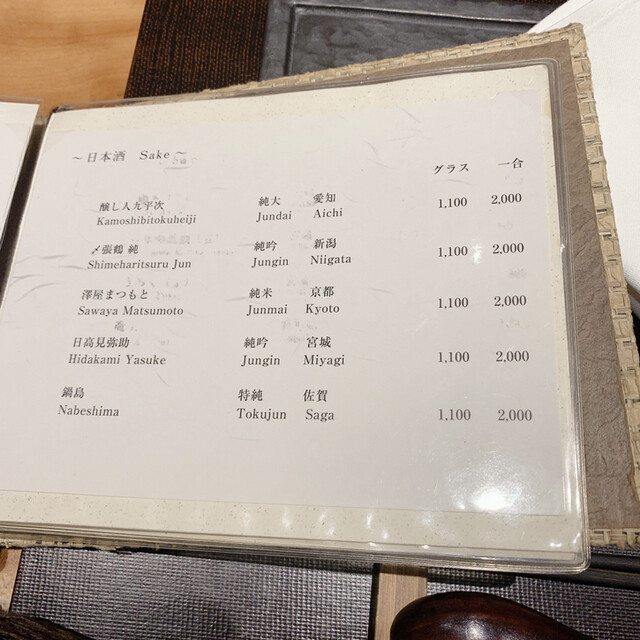 ～日本酒 Sake～
グラス 一合
醸し人九平次 純大 愛知 1,100 2,000
Kamoshibitokuheiji Jundai Aichi
〆張鶴 純 純吟 新潟 1,100 2,000
Shimeharitsuru Jun Jungin Niigata
澤屋まつもと 純米 京都 1,100 2,000
Sawaya Matsumoto Junmai Kyoto
日高見弥助 純吟 宮城 1,100 2,000
Hidakami Yasuke Jungin Miyagi
鍋島 特純 佐賀 1,100 2,000
Nabeshima Tokujun Saga